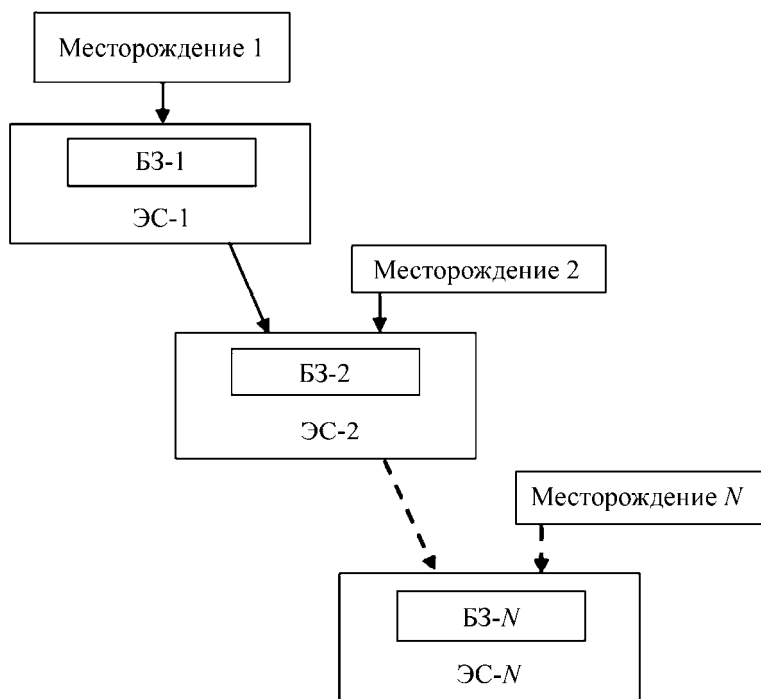 Месторождение 1
БЗ-1
ЭС-1
Месторождение 2
БЗ-2
ЭС-2
Месторождение N
БЗ-N
ЭС-N